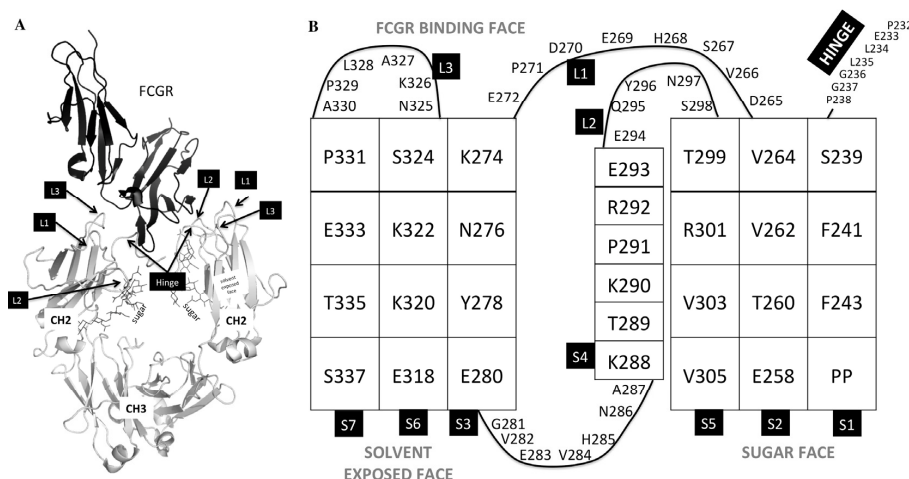 A
FCGR
L3
L1
L2
L2
L1
L3
Hinge
sugar
sugar
solvent
exposed
face
CH2
CH2
CH3
B
FCGR BINDING FACE
L328
A327
P329
K326
A330
N325
L3
E272
P271
D270
L1
E269
H268
S267
V266
D265
L2
E294
Q295
Y296
N297
S298
HINGE
P232
E233
L234
L235
G236
G237
P238
P331 S324 K274
E333 K322 N276
T335 K320 Y278
S337 E318 E280
S7 S6 S3
SOLVENT
EXPOSED FACE
G281
V282
E283
V284
H285
N286
A287
E293
R292
P291
K290
T289
K288
S4
T299 V264 S239
R301 V262 F241
V303 T260 F243
V305 E258 PP
S5 S2 S1
SUGAR FACE